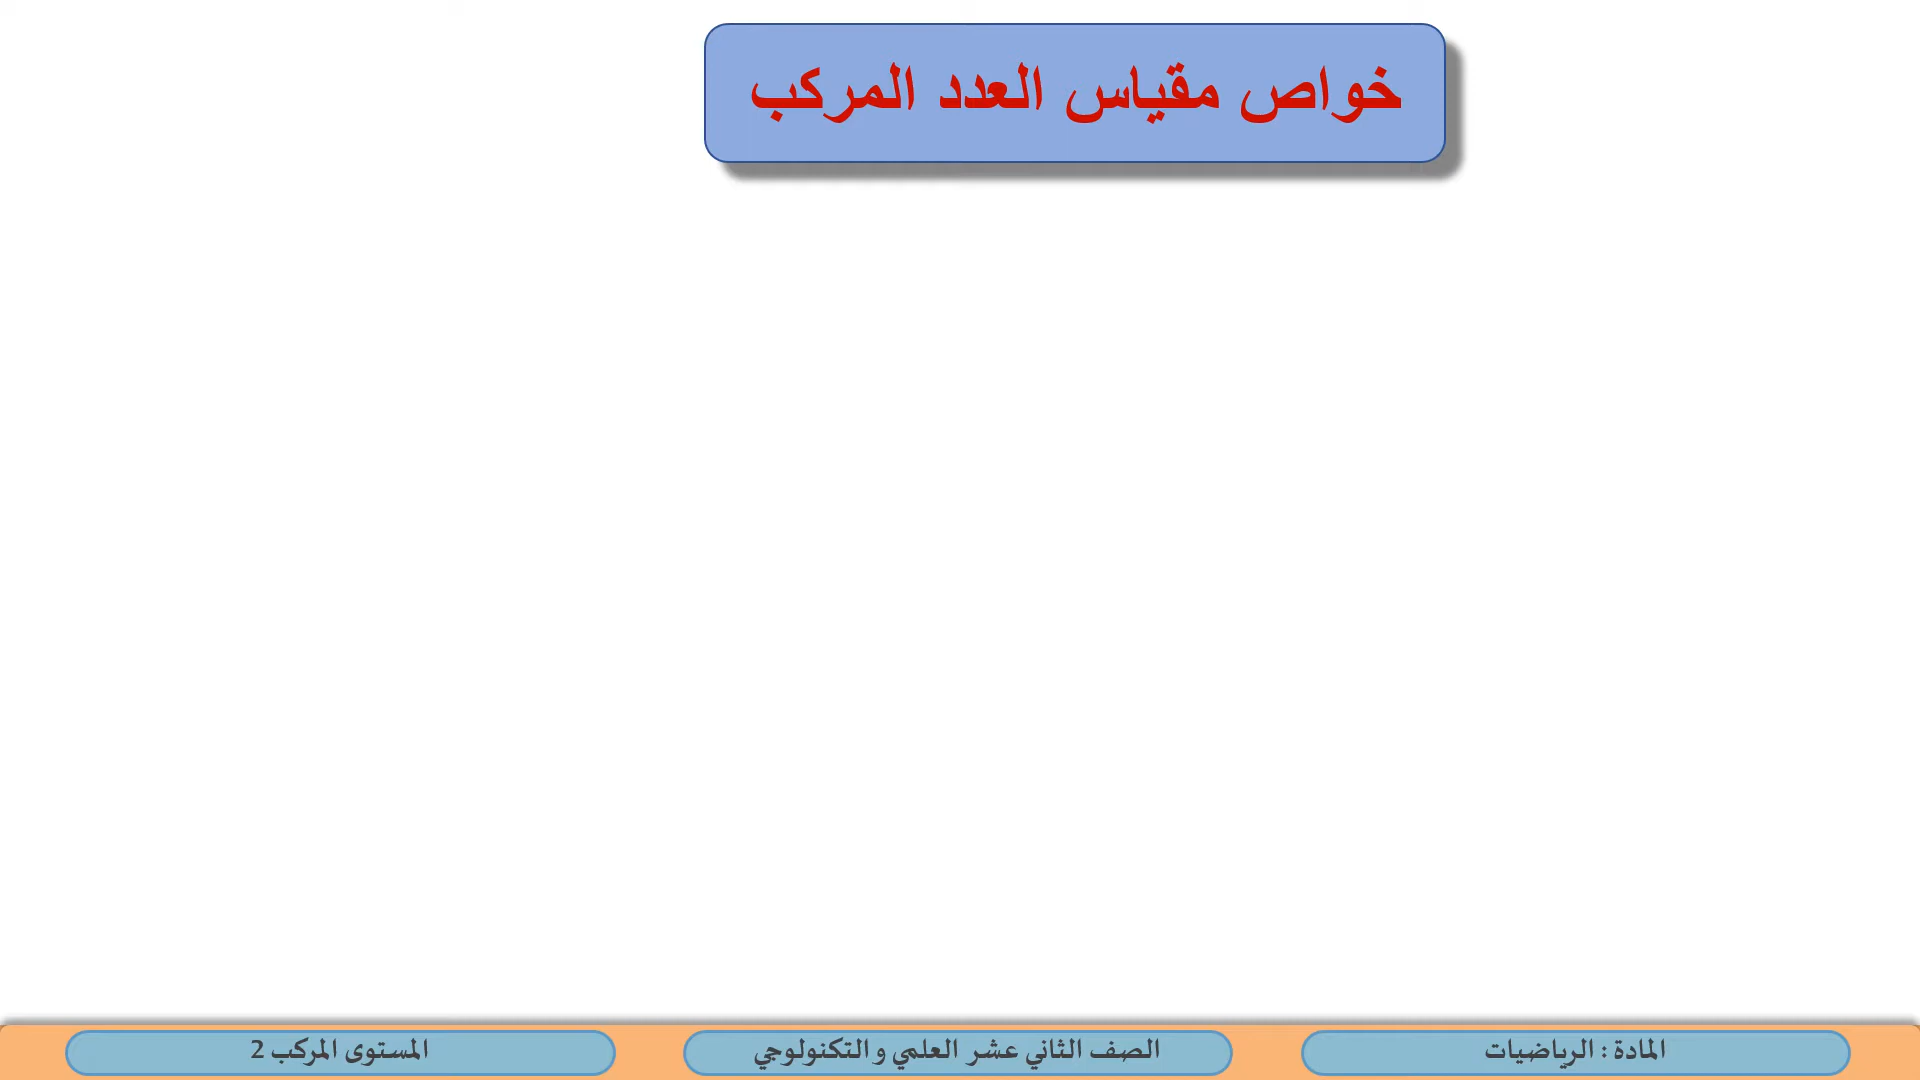 خواص مقياس العدد المركب
المادة : الرياضيات
الصف الثاني عشر العلمي و التكنولوجي
المستوى المركب 2